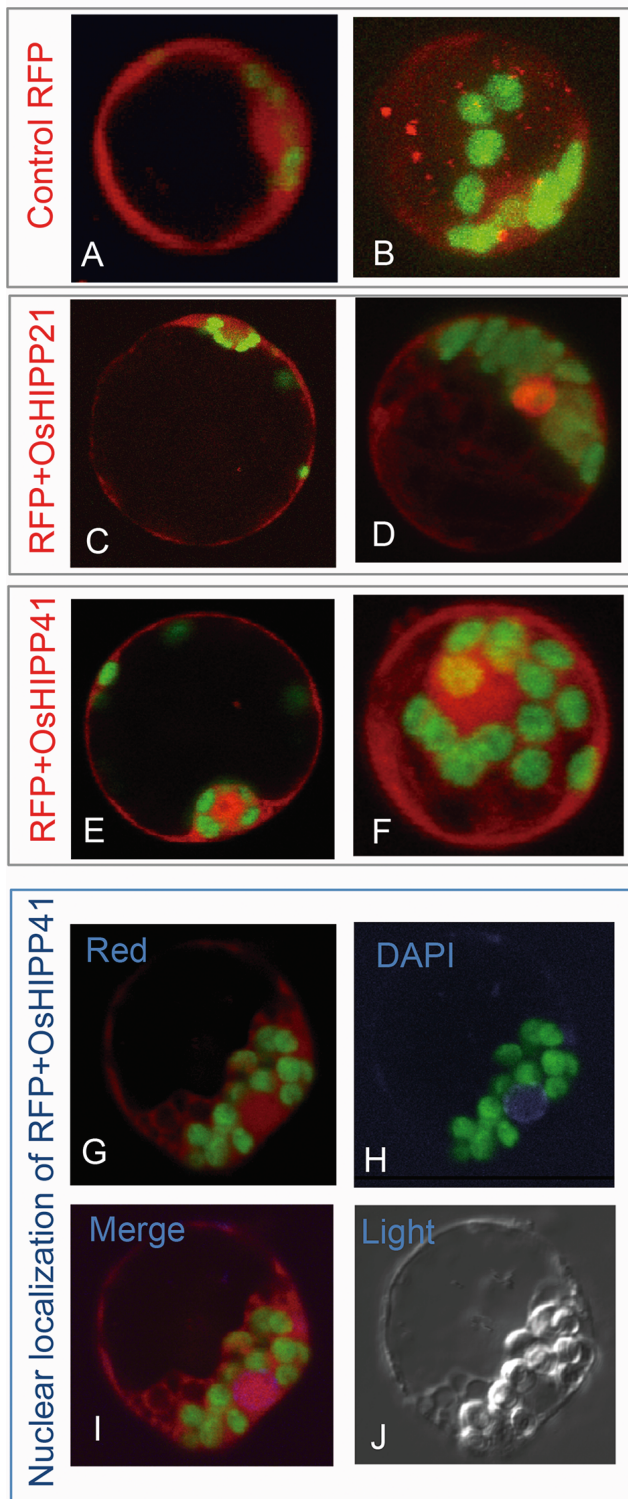 Control RFP
A
B
RFP+OsHIPP21
C
D
RFP+OsHIPP41
E
F
Nuclear localization of RFP+OsHIPP41
Red
G
DAPI
H
Merge
I
Light
J